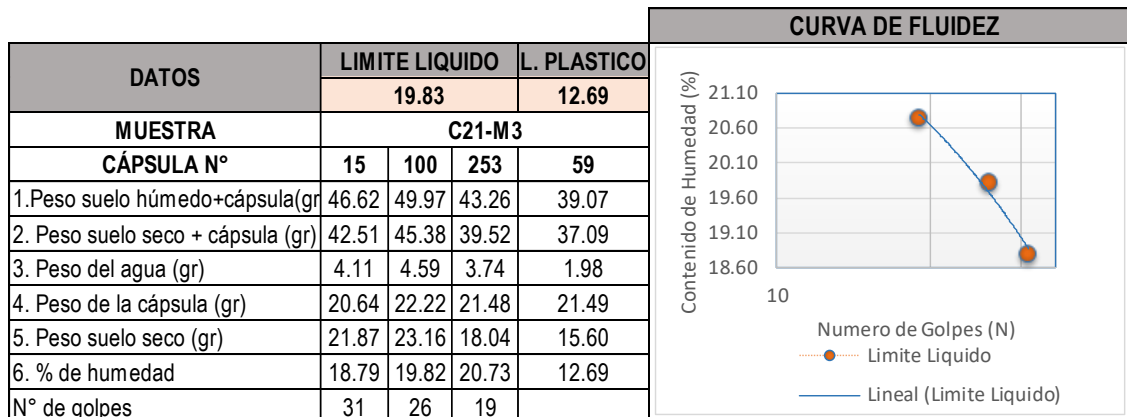 DATOS LIMITE LIQUIDO L. PLASTICO
19.83 12.69
MUESTRA C21-M3
CÁPSULA N° 15 100 253 59
1.Peso suelo húmedo+cápsula(gr 46.62 49.97 43.26 39.07
2. Peso suelo seco + cápsula (gr) 42.51 45.38 39.52 37.09
3. Peso del agua (gr) 4.11 4.59 3.74 1.98
4. Peso de la cápsula (gr) 20.64 22.22 21.48 21.49
5. Peso suelo seco (gr) 21.87 23.16 18.04 15.60
6. % de humedad 18.79 19.82 20.73 12.69
N° de golpes 31 26 19
CURVA DE FLUIDEZ
Contenido de Humedad (%)
21.10
20.60
20.10
19.60
19.10
18.60
10
Numero de Golpes (N)
Limite Liquido
Lineal (Limite Liquido)